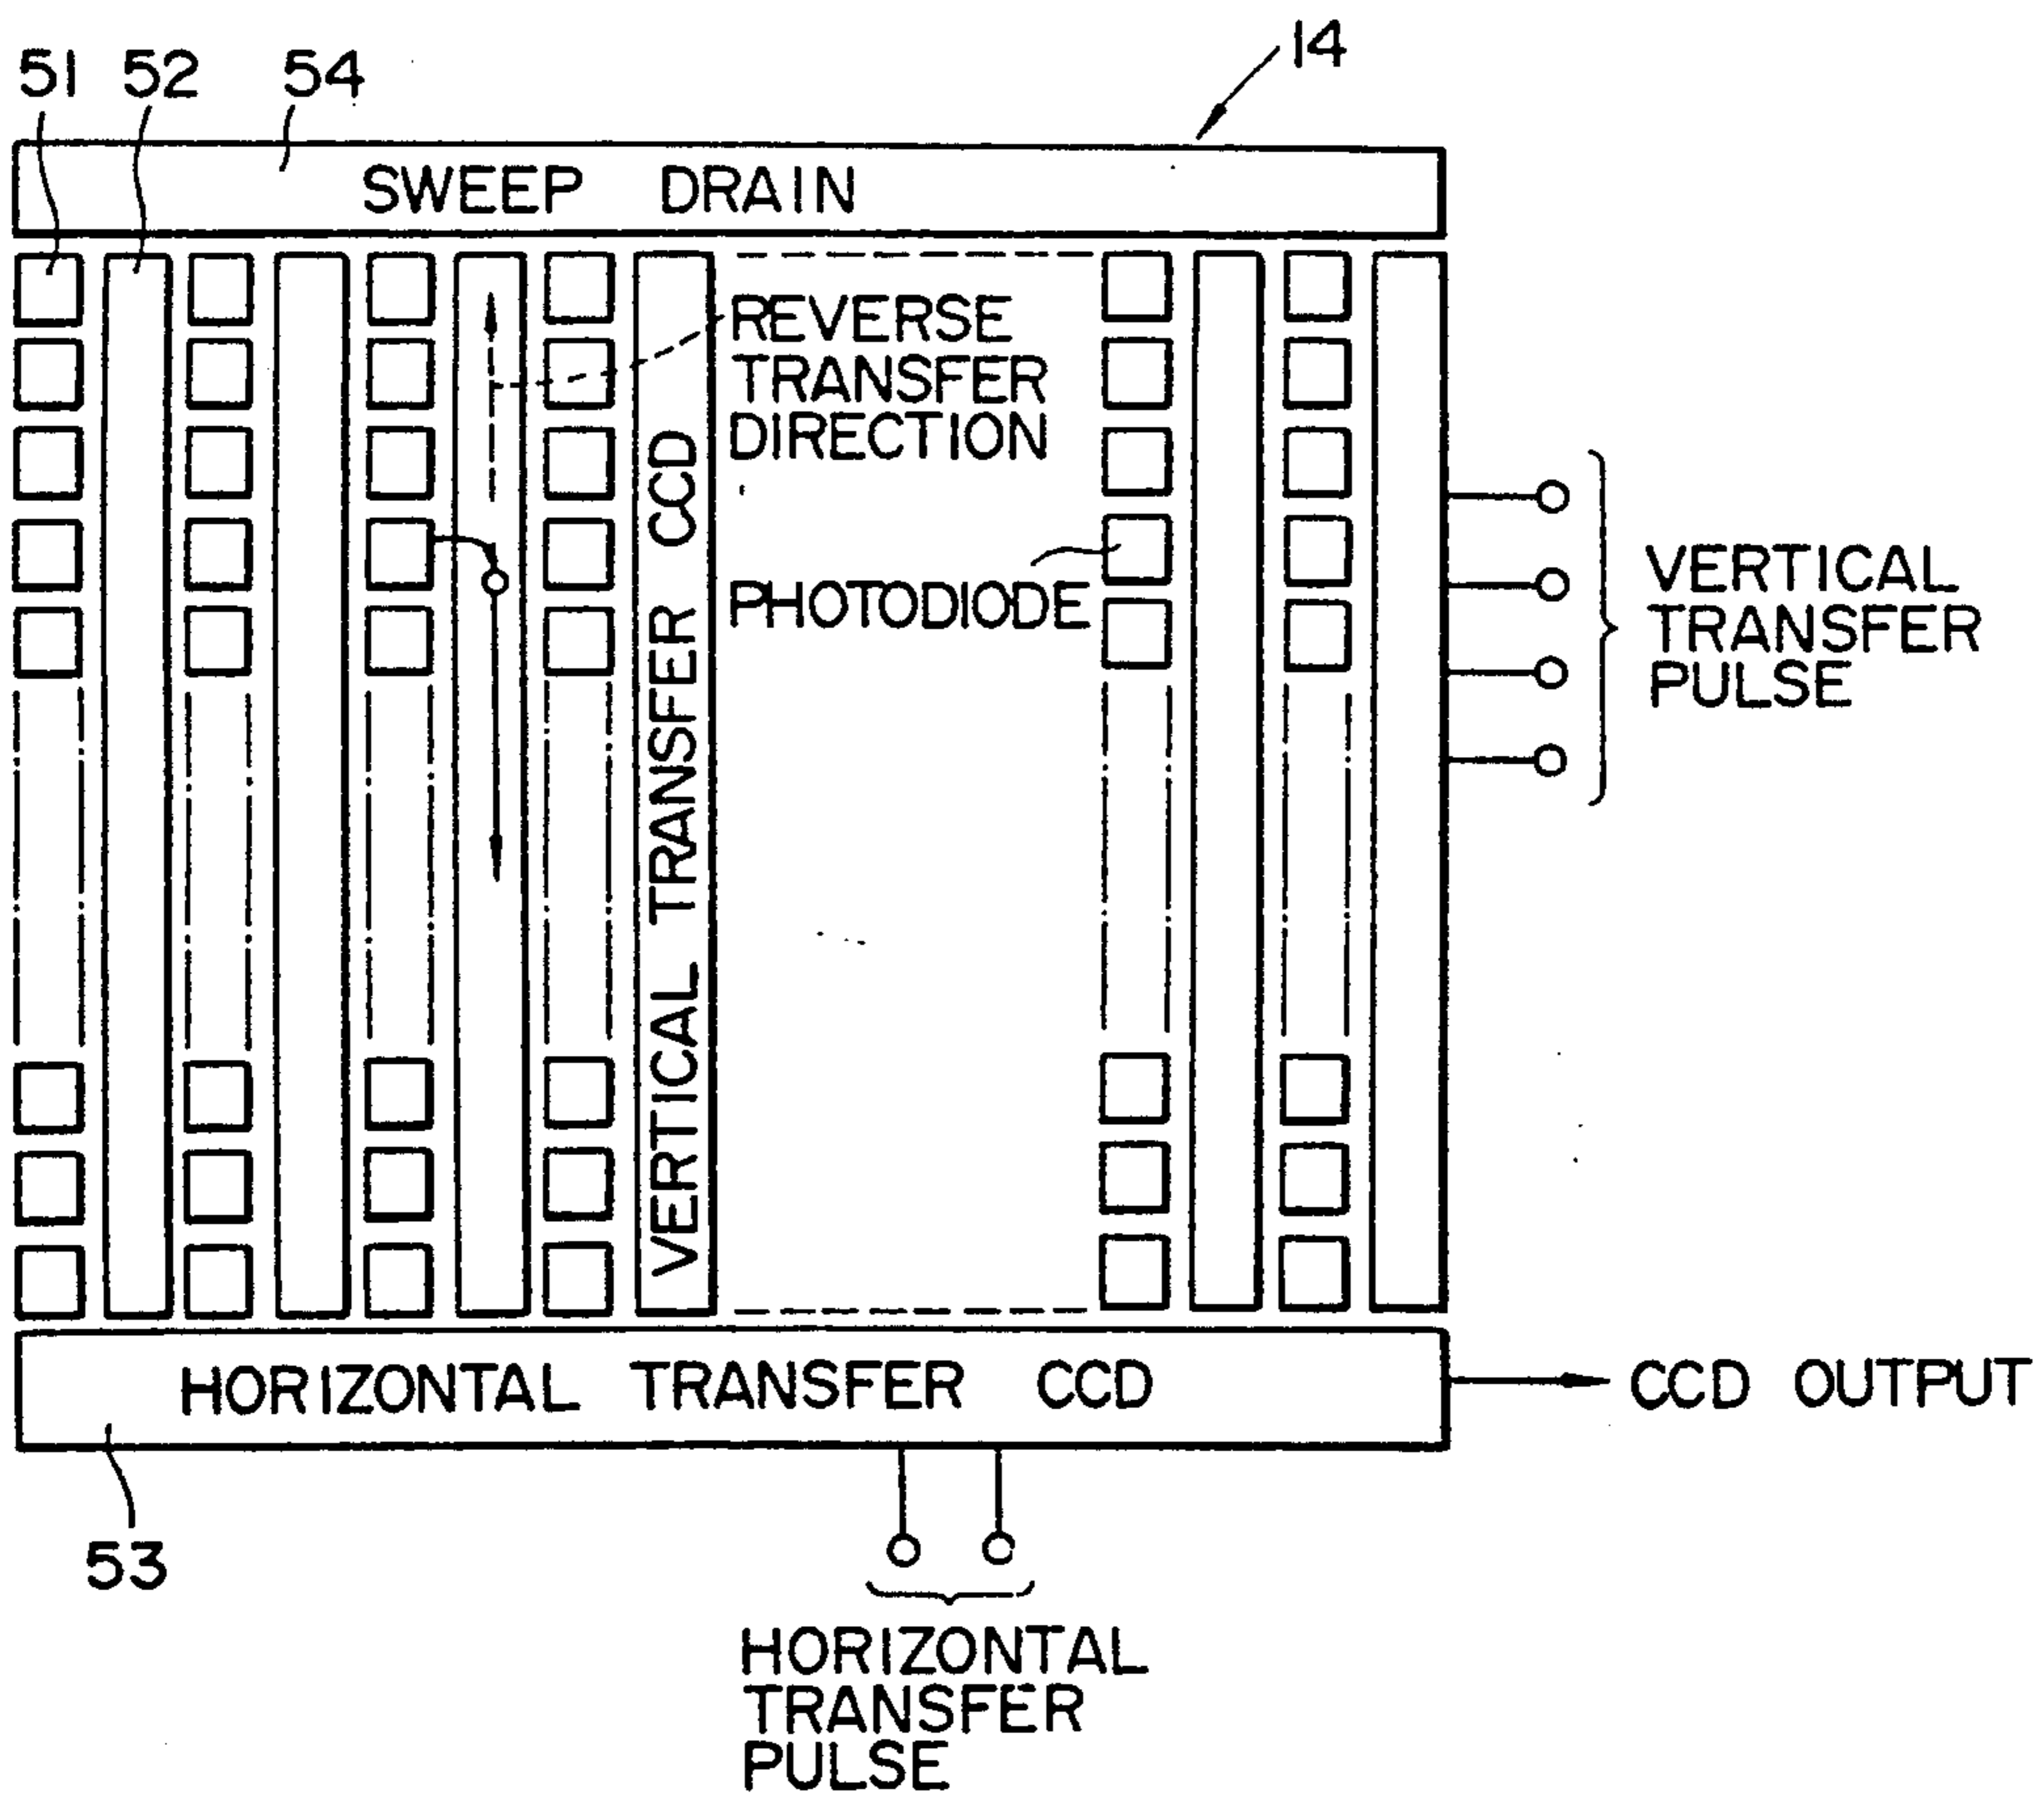 14
51 52 54
SWEEP DRAIN
REVERSE
TRANSFER
DIRECTION
VERTICAL TRANSFER CCD
PHOTODIODE
VERTICAL
TRANSFER
PULSE
HORIZONTAL TRANSFER CCD
CCD OUTPUT
53
HORIZONTAL
TRANSFER
PULSE